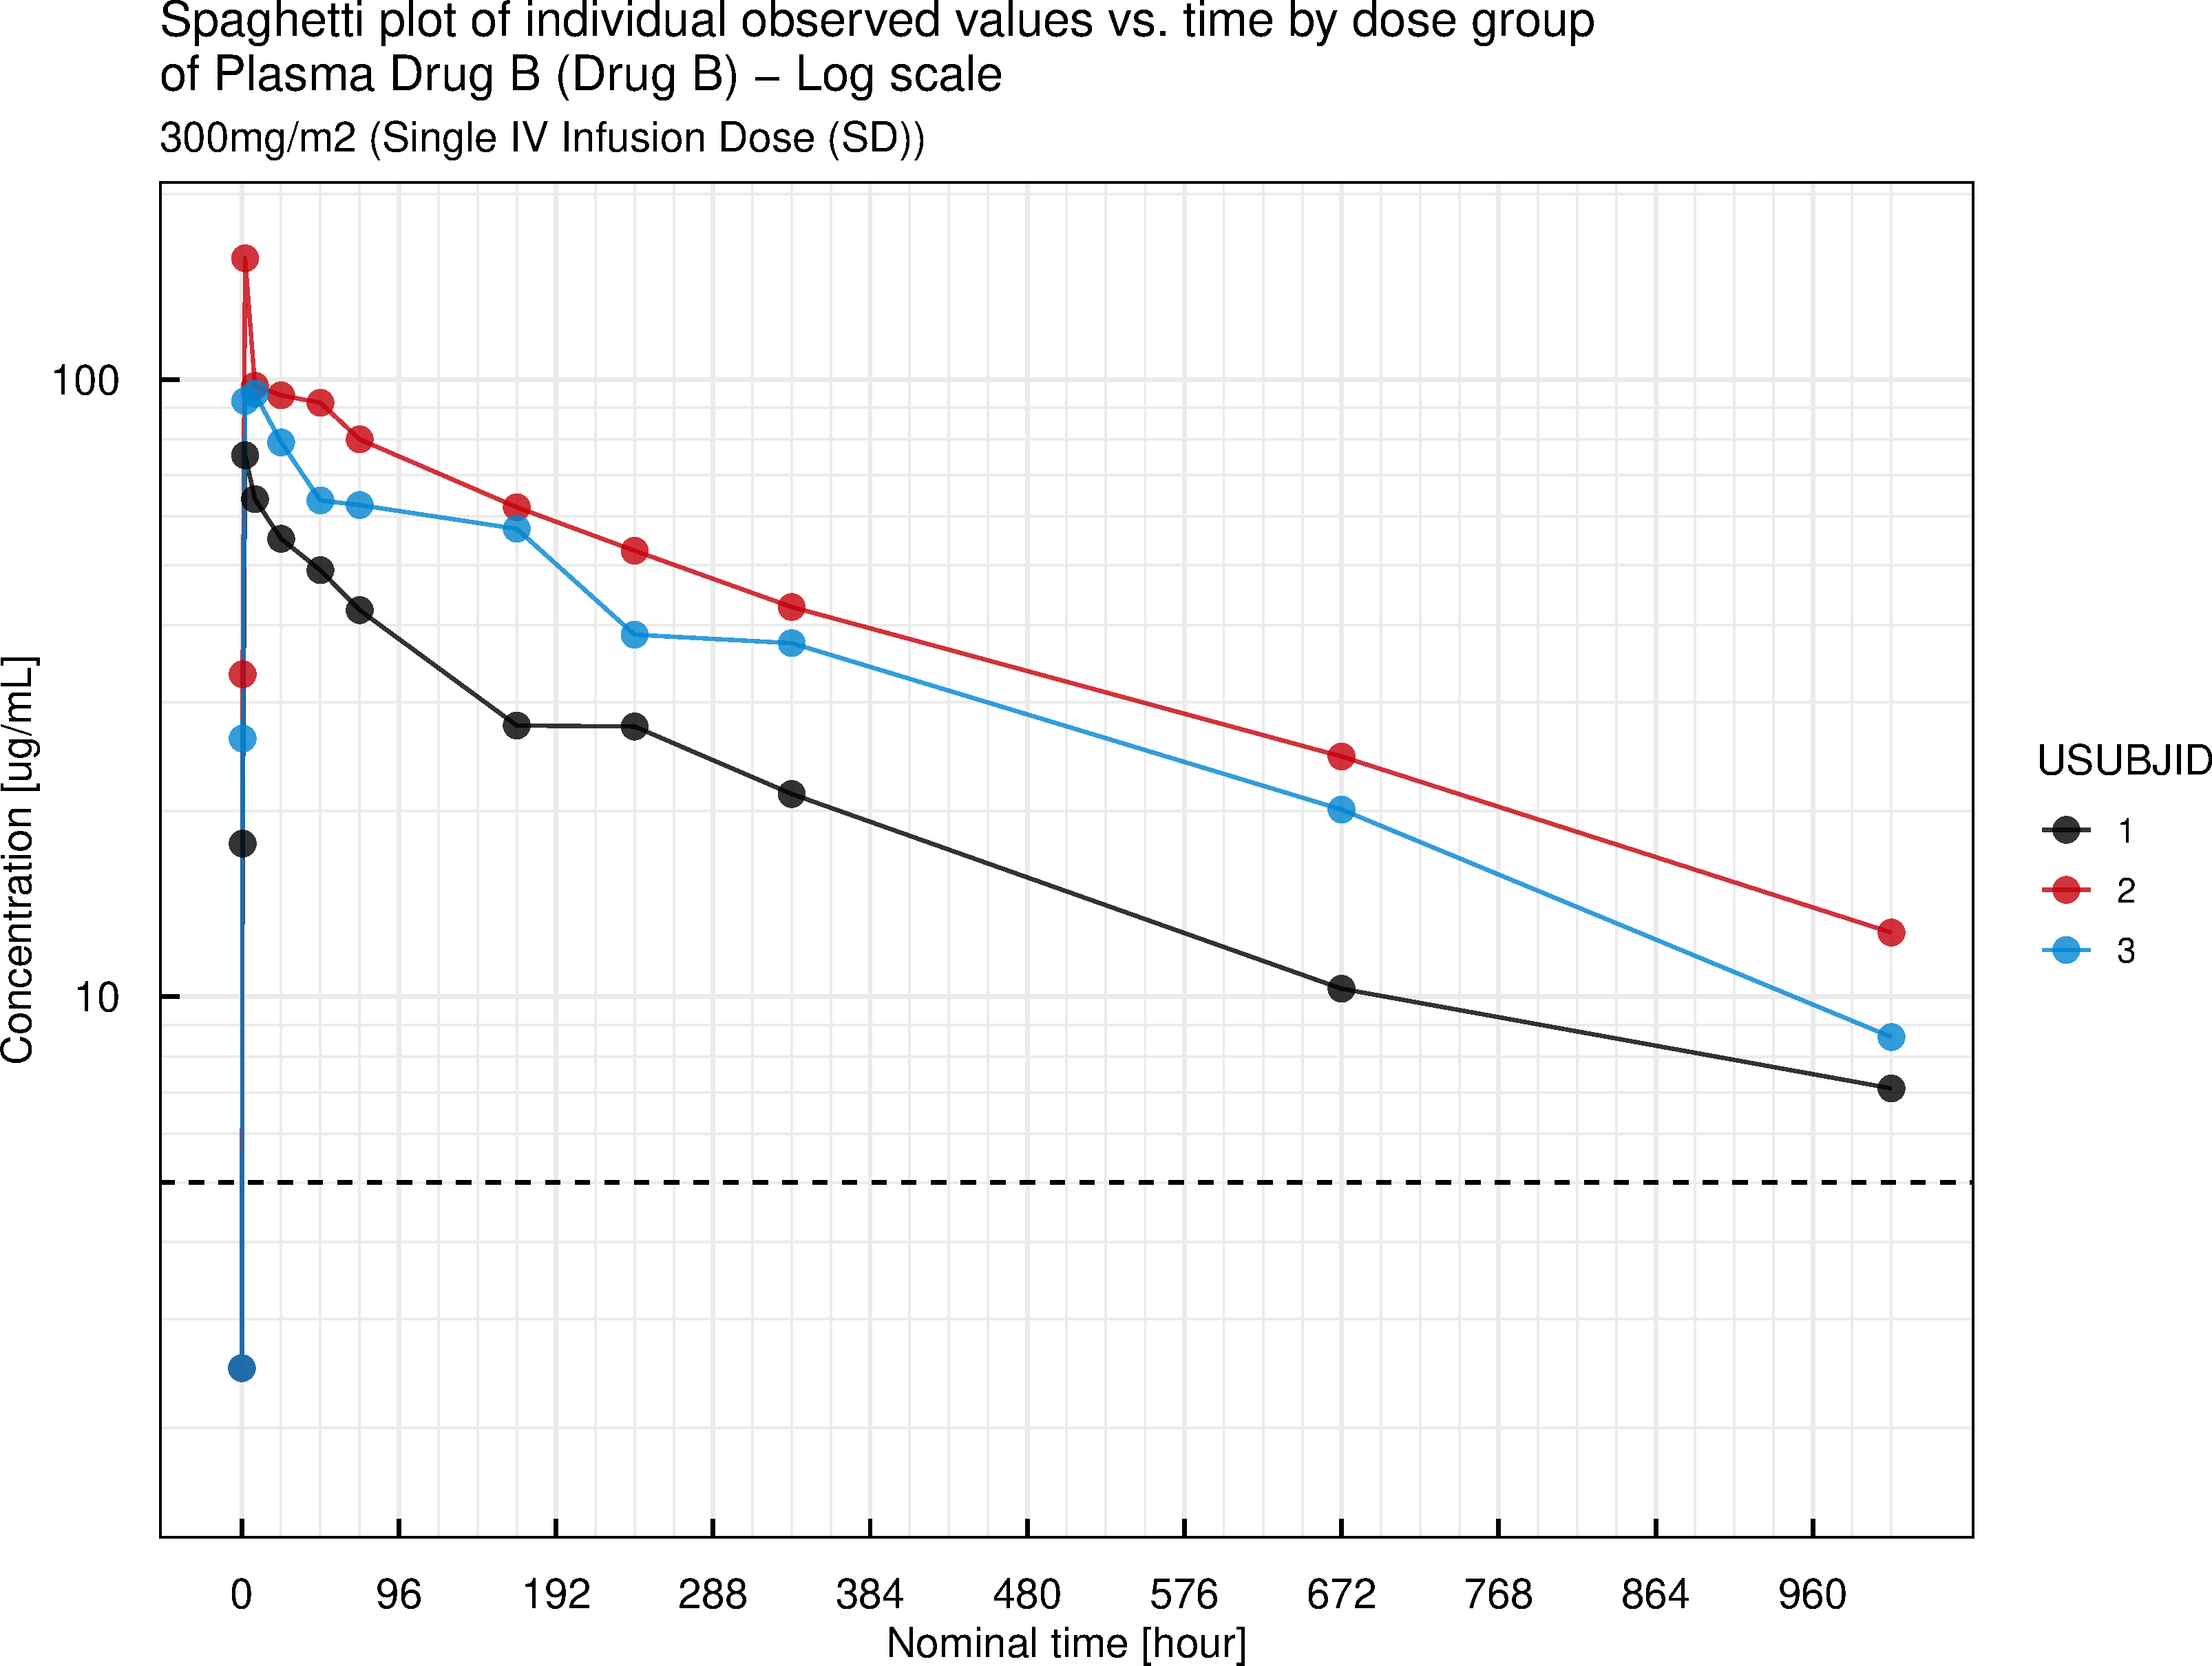 Spaghetti plot of individual observed values vs. time by dose group
of Plasma Drug B (Drug B) – Log scale
300mg/m2 (Single IV Infusion Dose (SD))
Concentration [ug/mL]
100
10
0 96 192 288 384 480 576 672 768 864 960
Nominal time [hour]
USUBJID
1
2
3